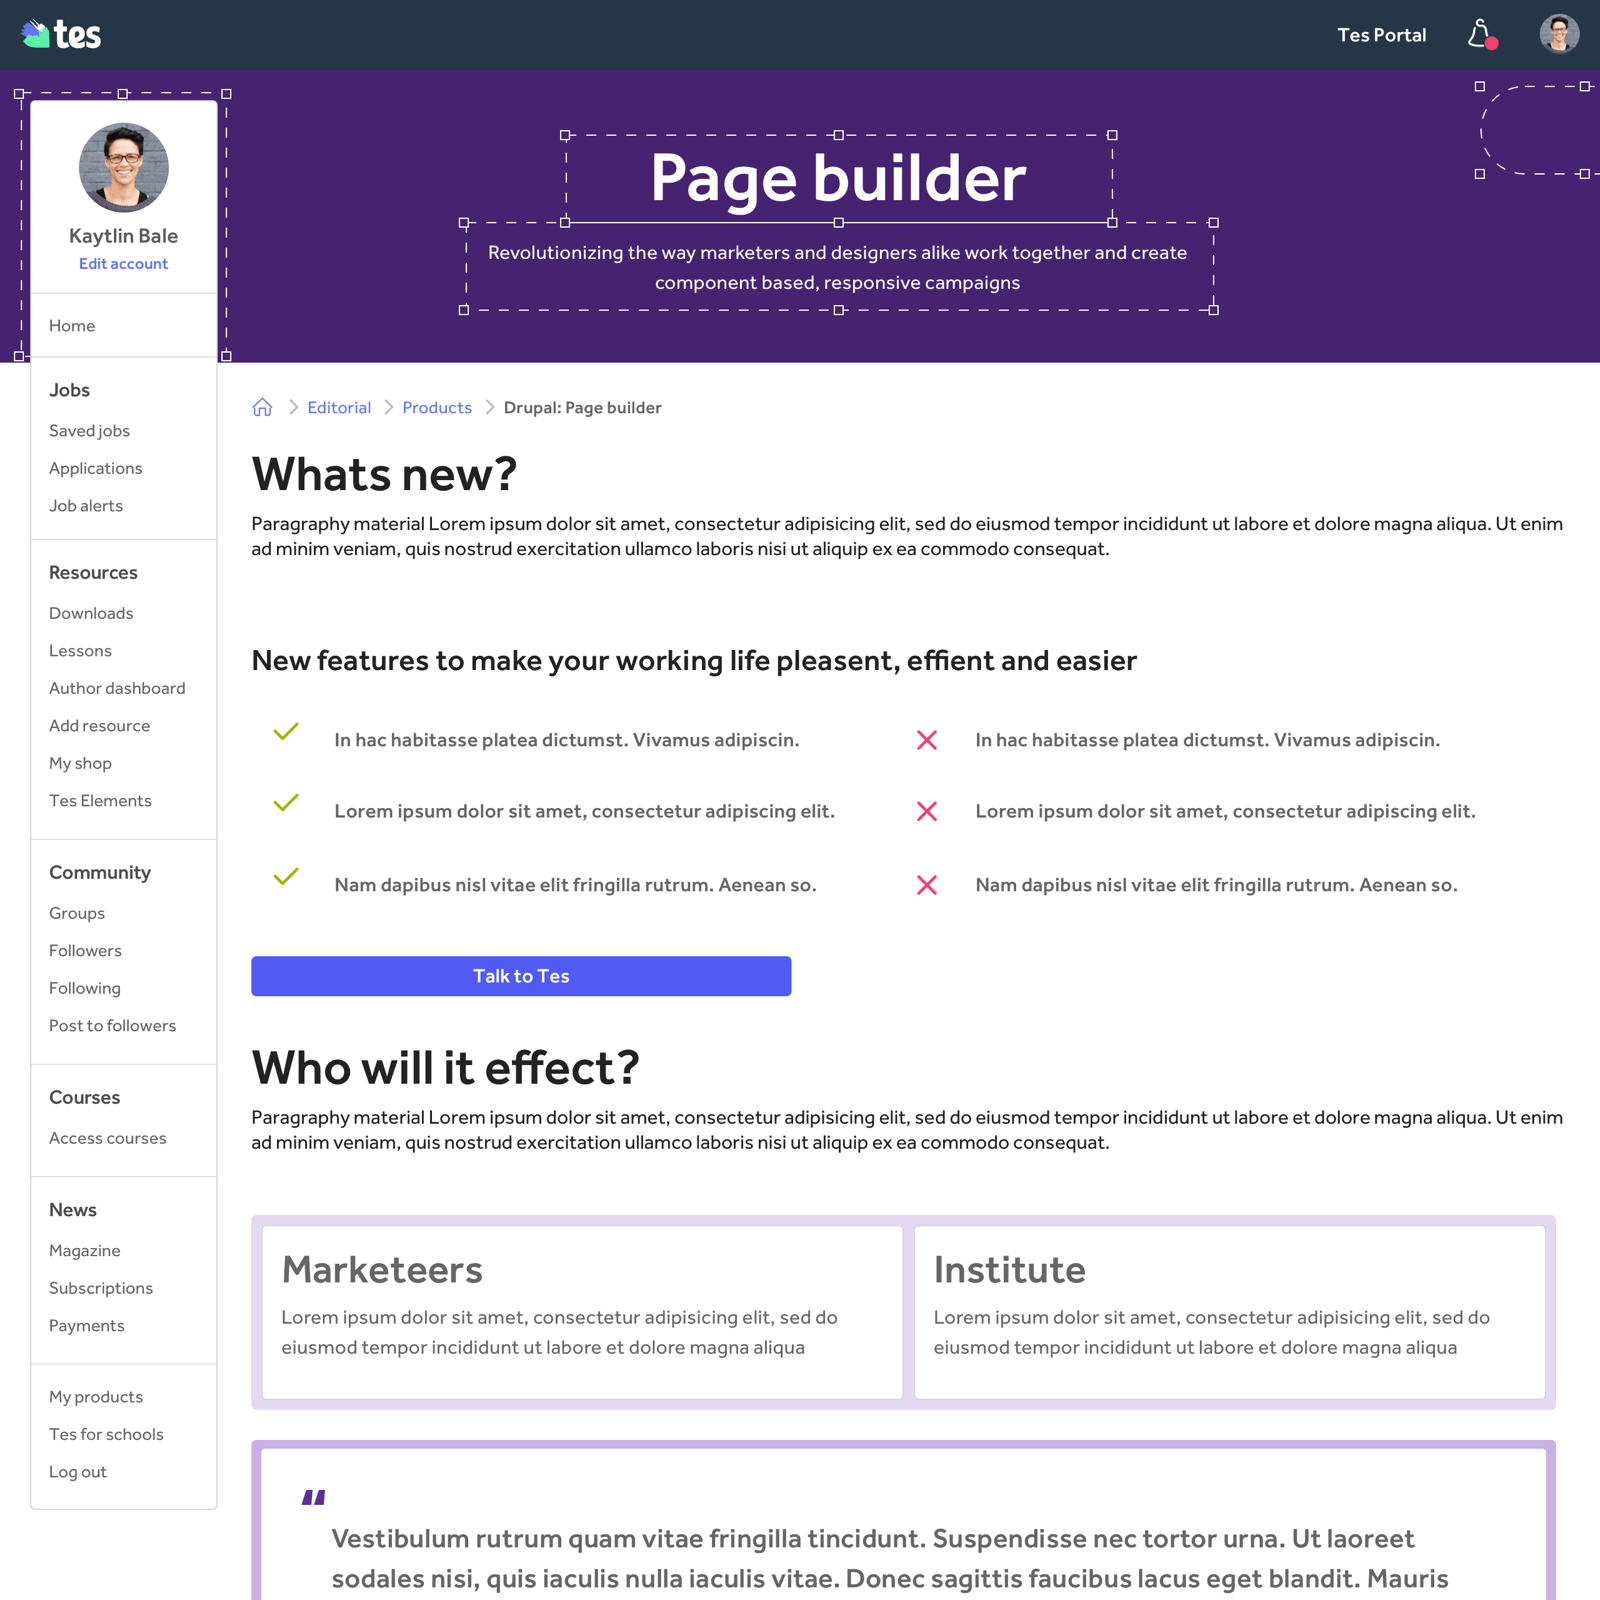 tes
Tes Portal
Page builder
Revolutionizing the way marketers and designers alike work together and create
component based, responsive campaigns
Kaytlin Bale
Edit account
Home
Jobs
Saved jobs
Applications
Job alerts
Resources
Downloads
Lessons
Author dashboard
Add resource
My shop
Tes Elements
Community
Groups
Followers
Following
Post to followers
Courses
Access courses
News
Magazine
Subscriptions
Payments
My products
Tes for schools
Log out
Editorial
Products
Drupal: Page builder
Whats new?
Paragraphy material Lorem ipsum dolor sit amet, consectetur adipisicing elit, sed do eiusmod tempor incididunt ut labore et dolore magna aliqua. Ut enim
ad minim veniam, quis nostrud exercitation ullamco laboris nisi ut aliquip ex ea commodo consequat.
New features to make your working life pleasent, effient and easier
In hac habitasse platea dictumst. Vivamus adipiscin.
Lorem ipsum dolor sit amet, consectetur adipiscing elit.
Nam dapibus nisl vitae elit fringilla rutrum. Aenean so.
In hac habitasse platea dictumst. Vivamus adipiscin.
Lorem ipsum dolor sit amet, consectetur adipiscing elit.
Nam dapibus nisl vitae elit fringilla rutrum. Aenean so.
Talk to Tes
Who will it effect?
Paragraphy material Lorem ipsum dolor sit amet, consectetur adipisicing elit, sed do eiusmod tempor incididunt ut labore et dolore magna aliqua. Ut enim
ad minim veniam, quis nostrud exercitation ullamco laboris nisi ut aliquip ex ea commodo consequat.
Marketeers
Lorem ipsum dolor sit amet, consectetur adipisicing elit, sed do
eiusmod tempor incididunt ut labore et dolore magna aliqua
Institute
Lorem ipsum dolor sit amet, consectetur adipisicing elit, sed do
eiusmod tempor incididunt ut labore et dolore magna aliqua
“
Vestibulum rutrum quam vitae fringilla tincidunt. Suspendisse nec tortor urna. Ut laoreet
sodales nisi, quis iaculis nulla iaculis vitae. Donec sagittis faucibus lacus eget blandit. Mauris